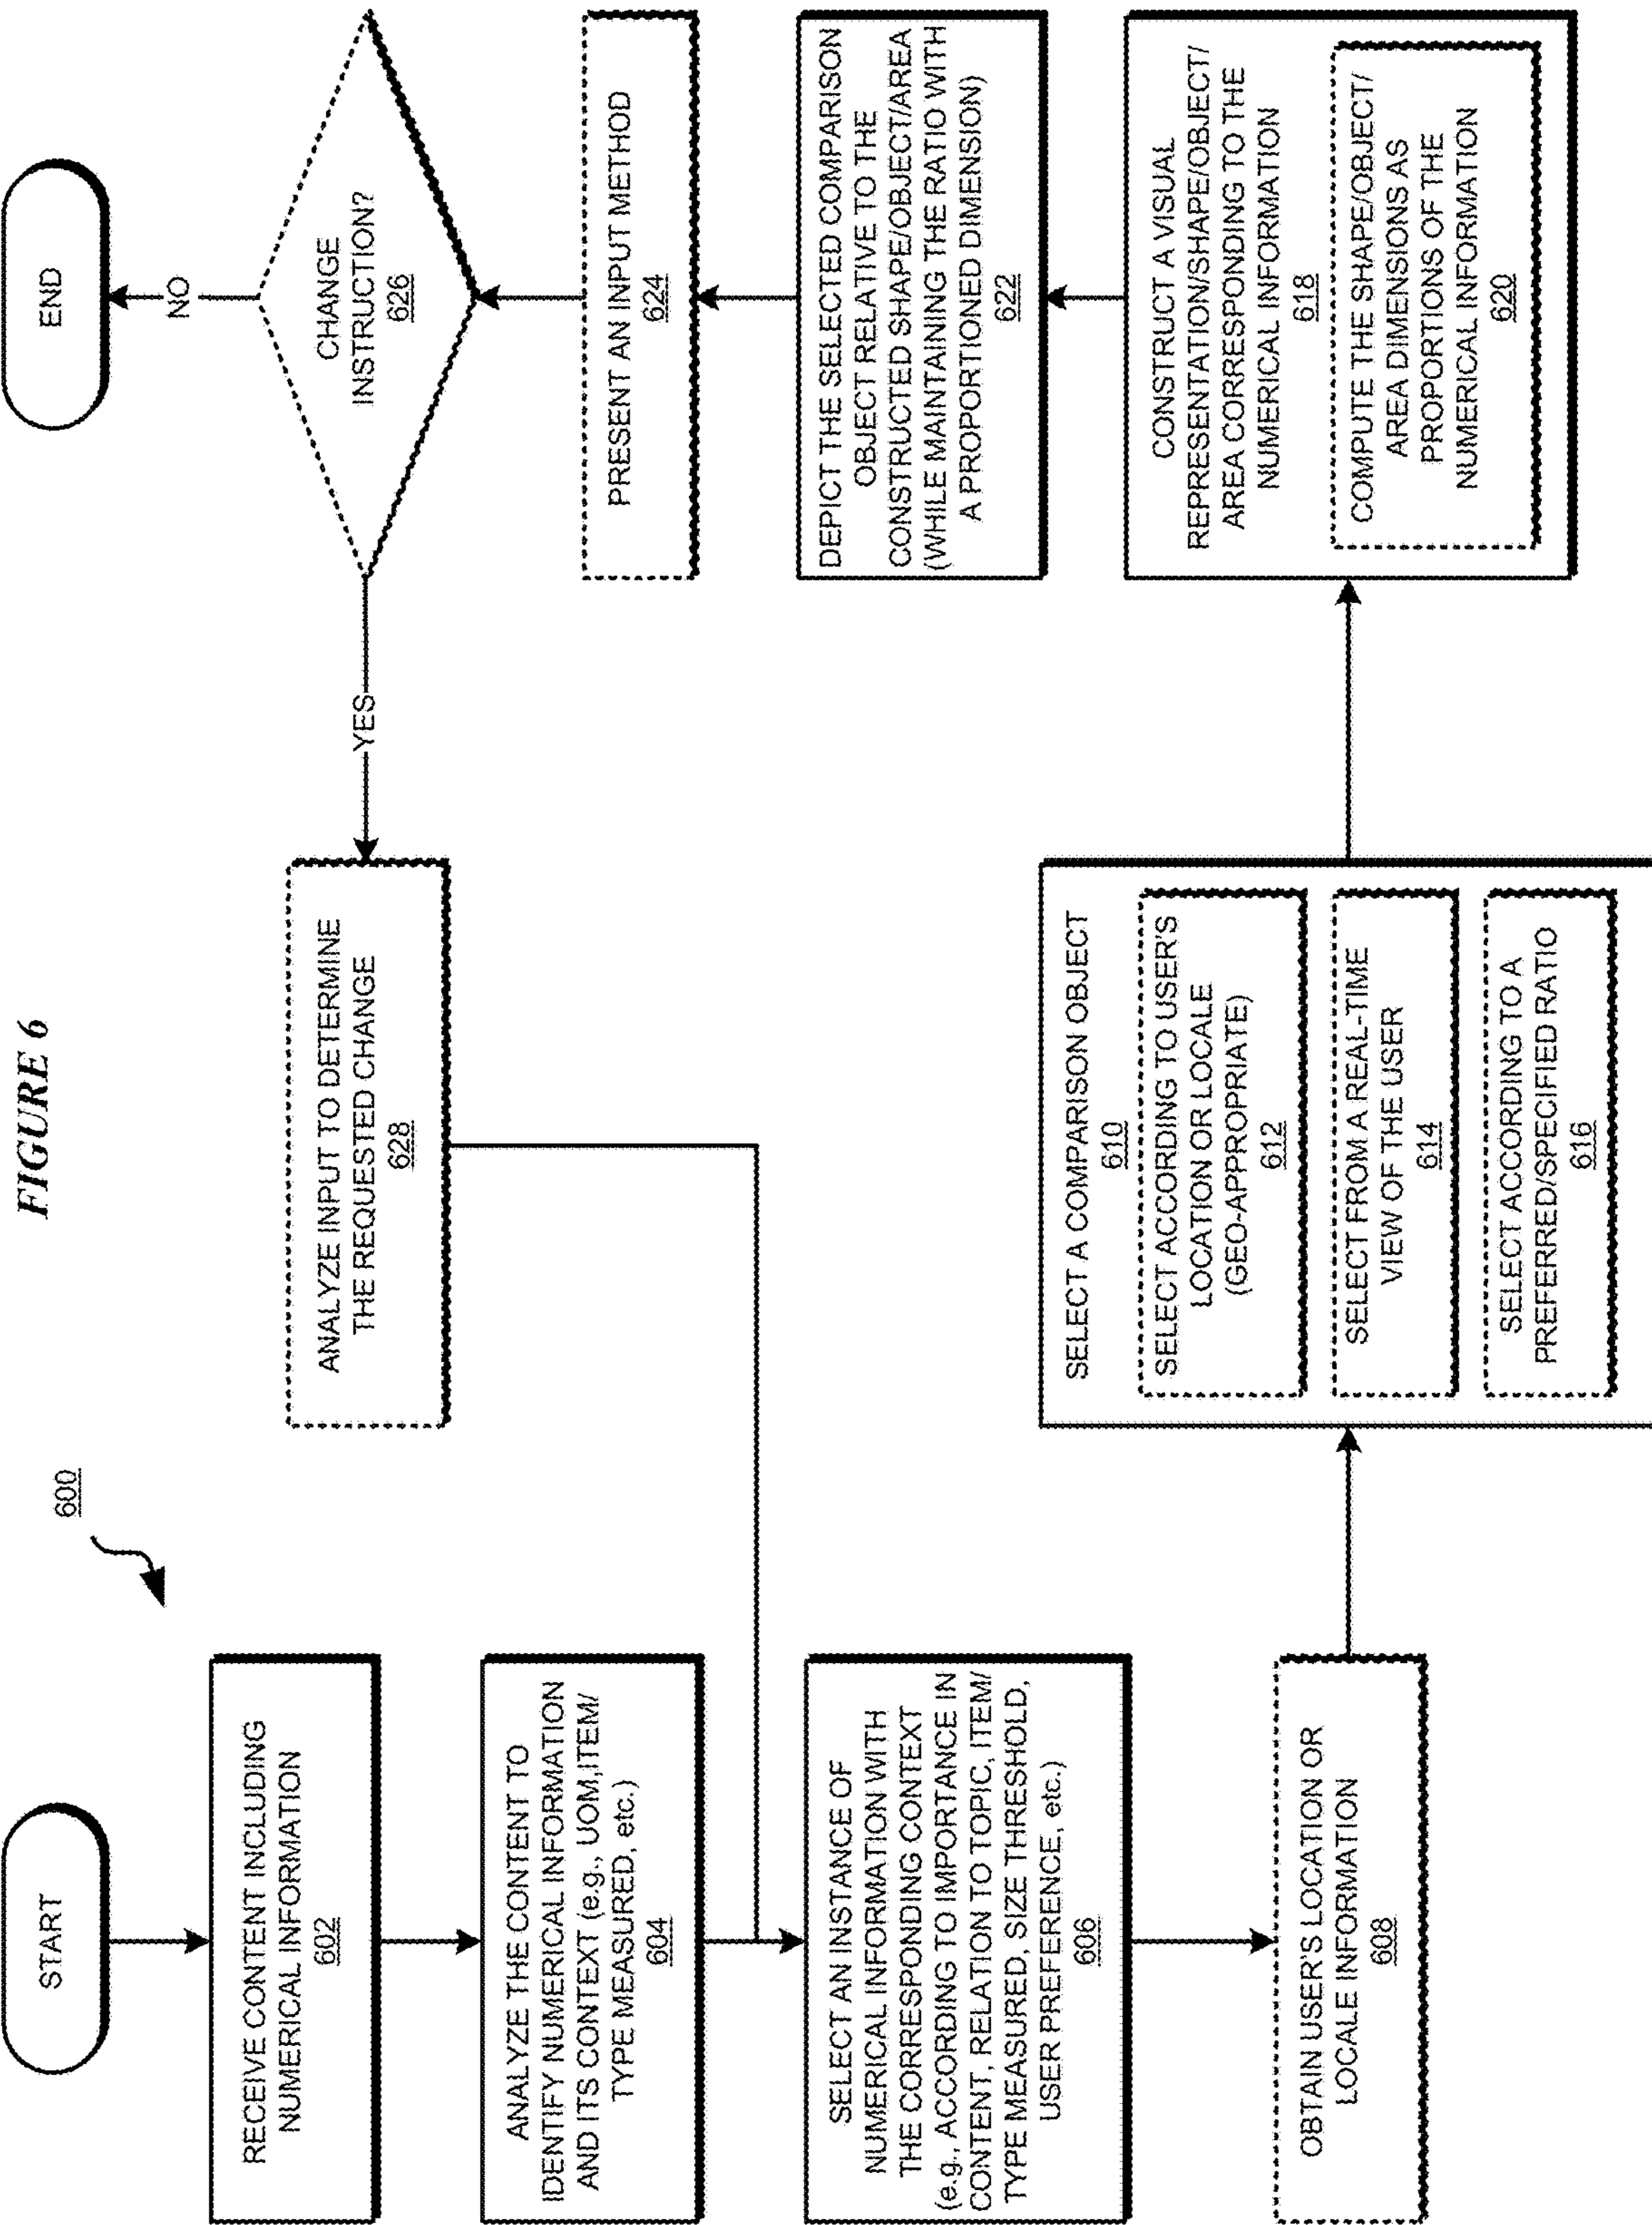 FIGURE 6
600
START
RECEIVE CONTENT INCLUDING
NUMERICAL INFORMATION
602
ANALYZE THE CONTENT TO
IDENTIFY NUMERICAL INFORMATION
AND ITS CONTEXT (e.g., UOM,ITEM/
TYPE MEASURED, etc.)
604
SELECT AN INSTANCE OF
NUMERICAL INFORMATION WITH
THE CORRESPONDING CONTEXT
(e.g., ACCORDING TO IMPORTANCE IN
CONTENT, RELATION TO TOPIC, ITEM/
TYPE MEASURED, SIZE THRESHOLD,
USER PREFERENCE, etc.)
606
OBTAIN USER'S LOCATION OR
LOCALE INFORMATION
608
SELECT A COMPARISON OBJECT
610
SELECT ACCORDING TO USER'S
LOCATION OR LOCALE
(GEO-APPROPRIATE)
612
SELECT FROM A REAL-TIME
VIEW OF THE USER
614
SELECT ACCORDING TO A
PREFERRED/SPECIFIED RATIO
616
CONSTRUCT A VISUAL
REPRESENTATION/SHAPE/OBJECT/
AREA CORRESPONDING TO THE
NUMERICAL INFORMATION
618
COMPUTE THE SHAPE/OBJECT/
AREA DIMENSIONS AS
PROPORTIONS OF THE
NUMERICAL INFORMATION
620
DEPICT THE SELECTED COMPARISON
OBJECT RELATIVE TO THE
CONSTRUCTED SHAPE/OBJECT/AREA
(WHILE MAINTAINING THE RATIO WITH
A PROPORTIONED DIMENSION)
622
PRESENT AN INPUT METHOD
624
CHANGE
INSTRUCTION?
626
NO
END
YES
ANALYZE INPUT TO DETERMINE
THE REQUESTED CHANGE
628